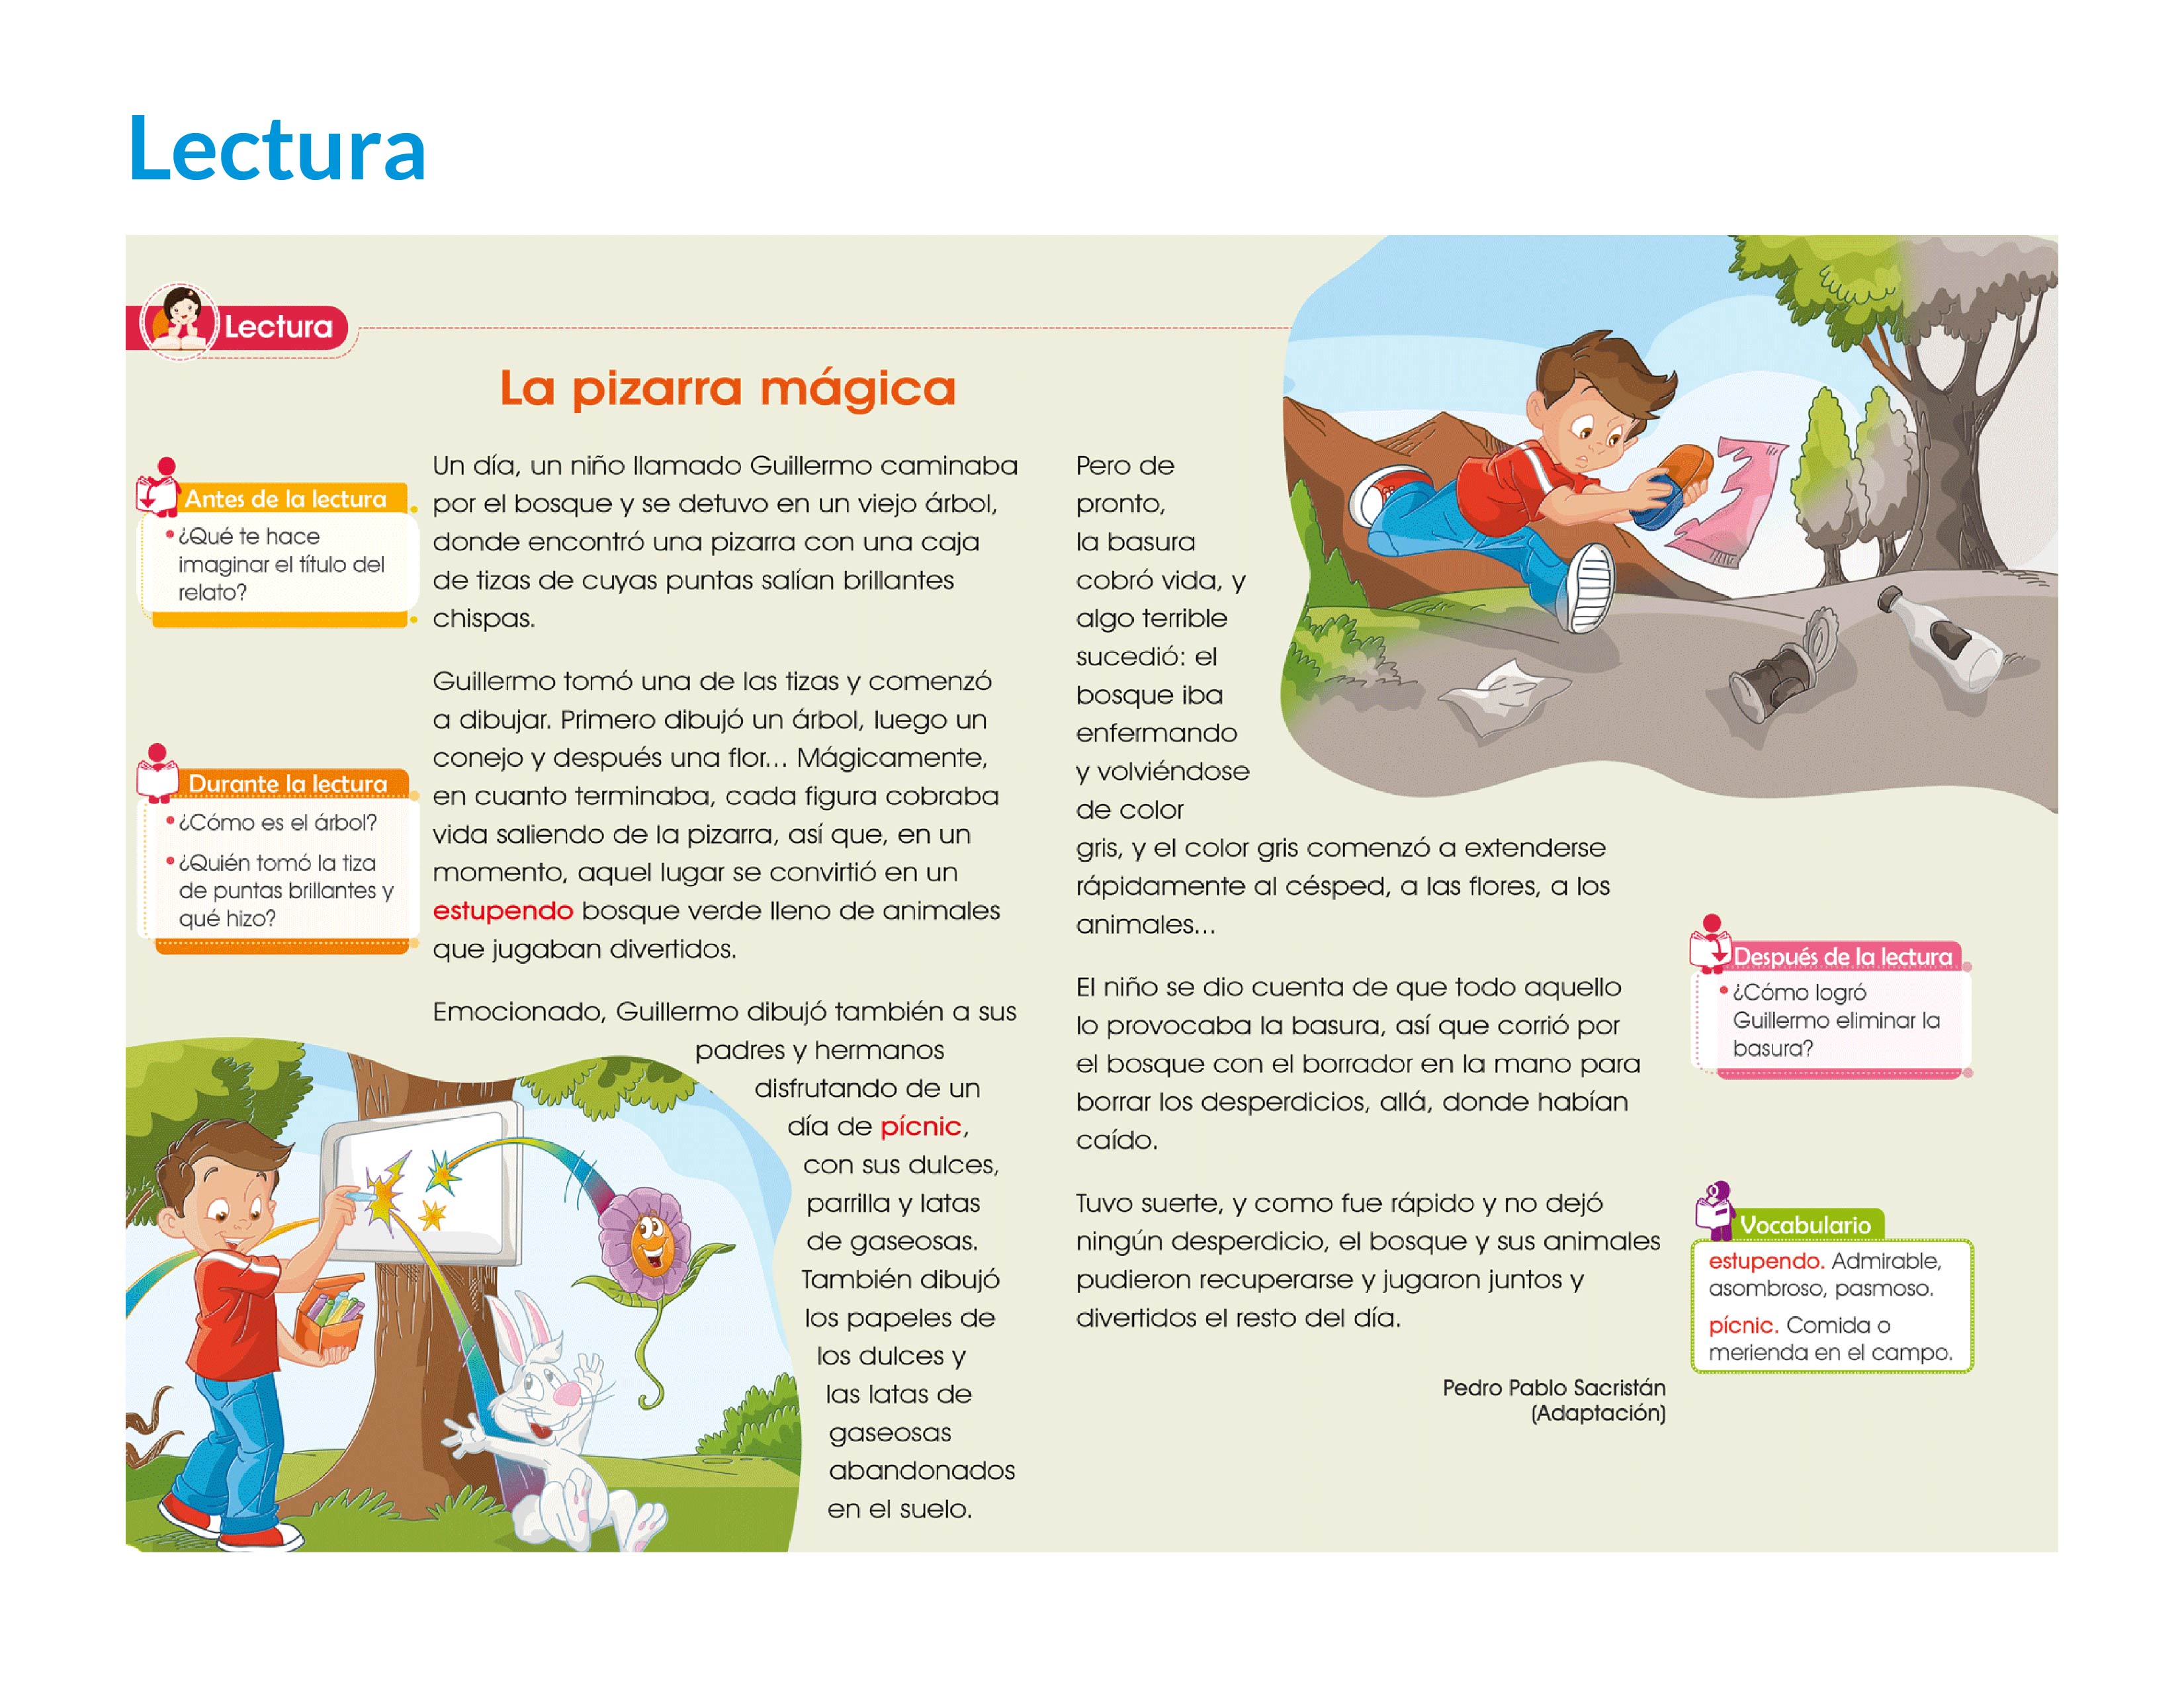 Lectura
Lectura
La pizarra mágica
Antes de la lectura
• ¿Qué te hace
imaginar el título del
relato?
Durante la lectura
• ¿Cómo es el árbol?
• ¿Quién tomó la tiza
de puntas brillantes y
qué hizo?
Un día, un niño llamado Guillermo caminaba
por el bosque y se detuvo en un viejo árbol,
donde encontró una pizarra con una caja
de tizas de cuyas puntas salían brillantes
chispas.
Guillermo tomó una de las tizas y comenzó
a dibujar. Primero dibujó un árbol, luego un
conejo y después una flor... Mágicamente,
en cuanto terminaba, cada figura cobraba
vida saliendo de la pizarra, así que, en un
momento, aquel lugar se convirtió en un
estupendo bosque verde lleno de animales
que jugaban divertidos.
Emocionado, Guillermo dibujó también a sus
padres y hermanos
disfrutando de un
día de pícnic,
con sus dulces,
parrilla y latas
de gaseosas.
También dibujó
los papeles de
los dulces y
las latas de
gaseosas
abandonados
en el suelo.
Pero de
pronto,
la basura
cobró vida, y
algo terrible
sucedió: el
bosque iba
enfermando
y volviéndose
de color
gris, y el color gris comenzó a extenderse
rápidamente al césped, a las flores, a los
animales...
El niño se dio cuenta de que todo aquello
lo provocaba la basura, así que corrió por
el bosque con el borrador en la mano para
borrar los desperdicios, allá, donde habían
caído.
Tuvo suerte, y como fue rápido y no dejó
ningún desperdicio, el bosque y sus animales
pudieron recuperarse y jugaron juntos y
divertidos el resto del día.
Pedro Pablo Sacristán
(Adaptación)
Después de la lectura
• ¿Cómo logró
Guillermo eliminar la
basura?
Vocabulario
estupendo. Admirable,
asombroso, pasmoso.
pícnic. Comida o
merienda en el campo.